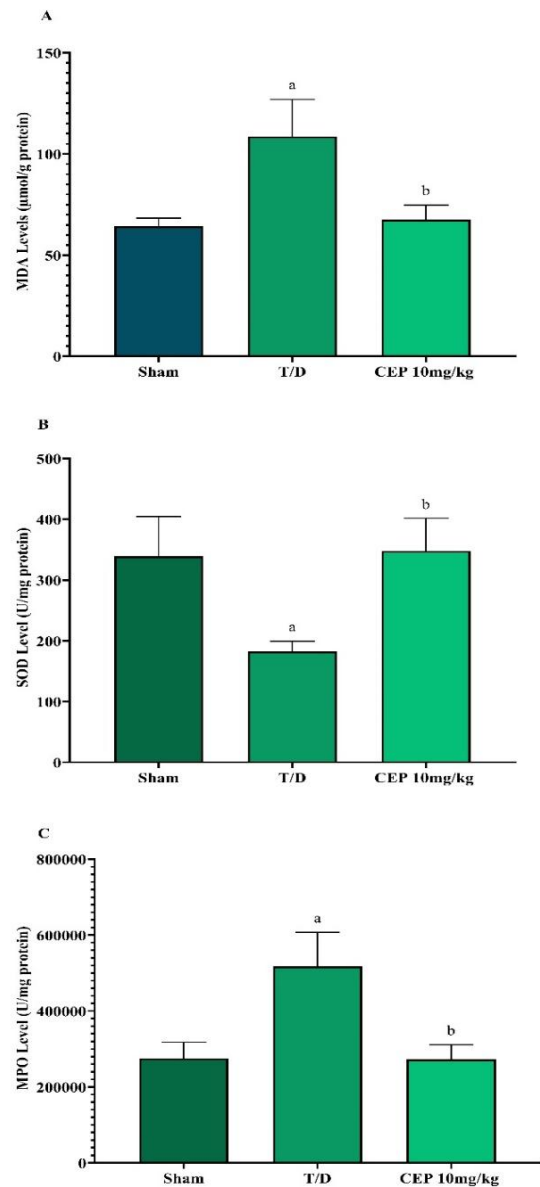 A
MDA Levels (µmol/g protein)
150
100
50
0
a
b
Sham T/D CEP 10mg/kg
B
SOD Level (U/mg protein)
500
400
300
200
100
0
a
b
Sham T/D CEP 10mg/kg
C
MPO Level (U/mg protein)
800000
600000
400000
200000
0
a
b
Sham T/D CEP 10mg/kg